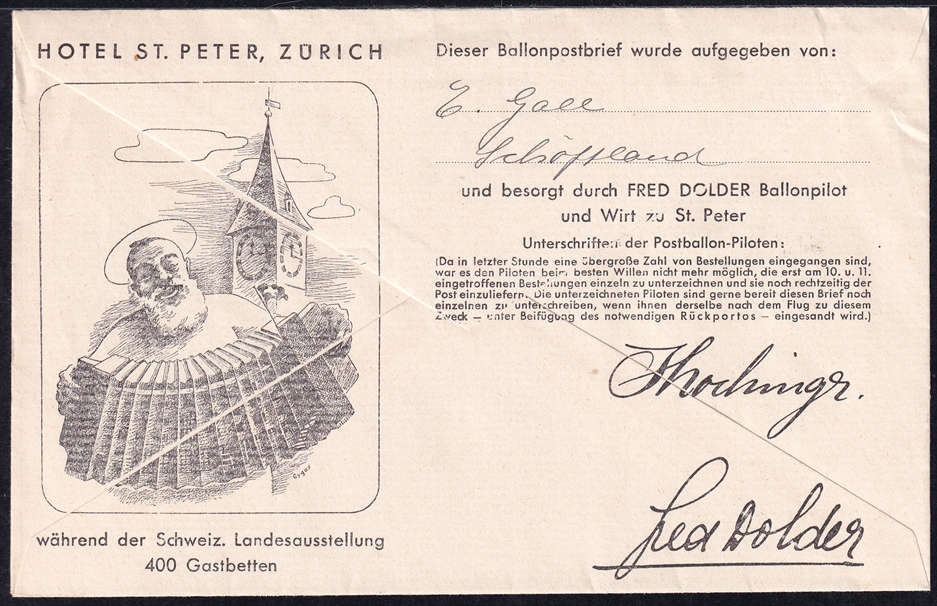 HOTEL ST. PETER, ZÜRICH
während der Schweiz. Landesausstellung
400 Gastbetten
Dieser Ballonpostbrief wurde aufgegeben von:
E. Gall
Schöftland
und besorgt durch FRED DOLDER Ballonpilot
und Wirt zu St. Peter
Unterschriften der Postballon-Piloten:
(Da in letzter Stunde eine übergroße Zahl von Bestellungen eingegangen sind,
war es den Piloten beim besten Willen nicht mehr möglich, die erst am 10. u. 11.
eingetroffenen Bestellungen einzeln zu unterzeichnen und sie noch rechtzeitig der
Post einzuliefern. Die unterzeichneten Piloten sind gerne bereit diesen Brief noch
einzelnen zu unterschreiben, wenn ihnen derselbe nach dem Flug zu diesem
Zweck — unter Beifügung des notwendigen Rückportos — eingesandt wird.)
Fred Dolder